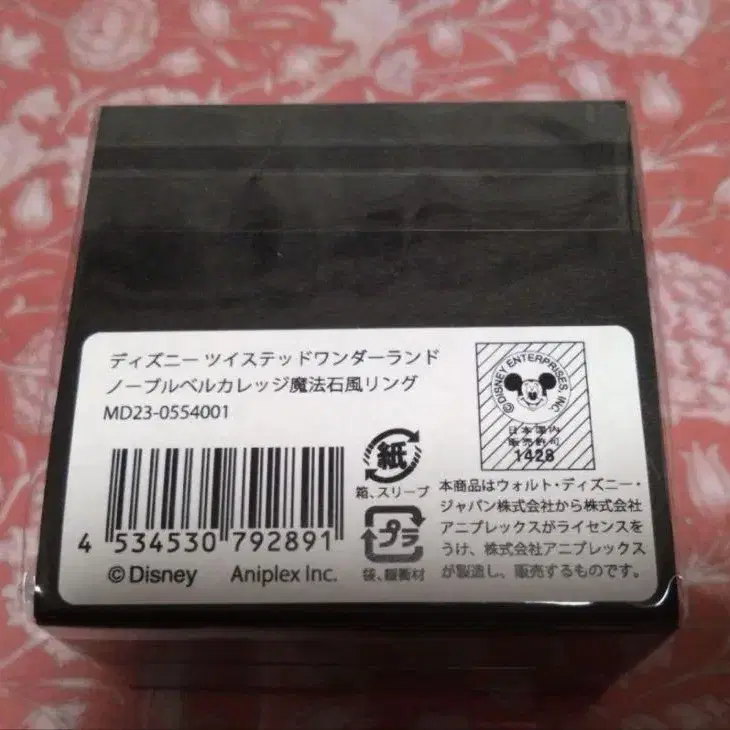 ディズニー ツイステッドワンダーランド
ノーブルベルカレッジ魔法石風リング
MD23-0554001
4 534530 792891
©Disney Aniplex Inc.
紙
箱、スリーブ
プラ
袋、緩衝材
©DISNEY ENTERPRISES, INC.
日本国内
販売許可
1428
本商品はウォルト・ディズニー・
ジャパン株式会社から株式会社
アニプレックスがライセンスを
うけ、株式会社アニプレックス
が製造し、販売するものです。